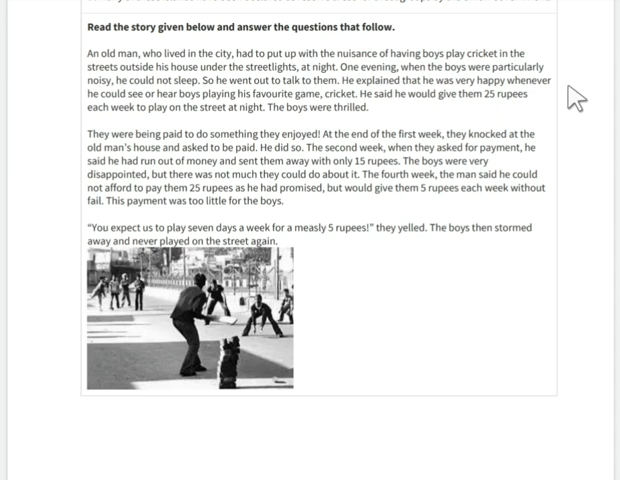 Read the story given below and answer the questions that follow.
An old man, who lived in the city, had to put up with the nuisance of having boys play cricket in the
streets outside his house under the streetlights, at night. One evening, when the boys were particularly
noisy, he could not sleep. So he went out to talk to them. He explained that he was very happy whenever
he could see or hear boys playing his favourite game, cricket. He said he would give them 25 rupees
each week to play on the street at night. The boys were thrilled.
They were being paid to do something they enjoyed! At the end of the first week, they knocked at the
old man's house and asked to be paid. He did so. The second week, when they asked for payment, he
said he had run out of money and sent them away with only 15 rupees. The boys were very
disappointed, but there was not much they could do about it. The fourth week, the man said he could
not afford to pay them 25 rupees as he had promised, but would give them 5 rupees each week without
fail. This payment was too little for the boys.
“You expect us to play seven days a week for a measly 5 rupees!” they yelled. The boys then stormed
away and never played on the street again.